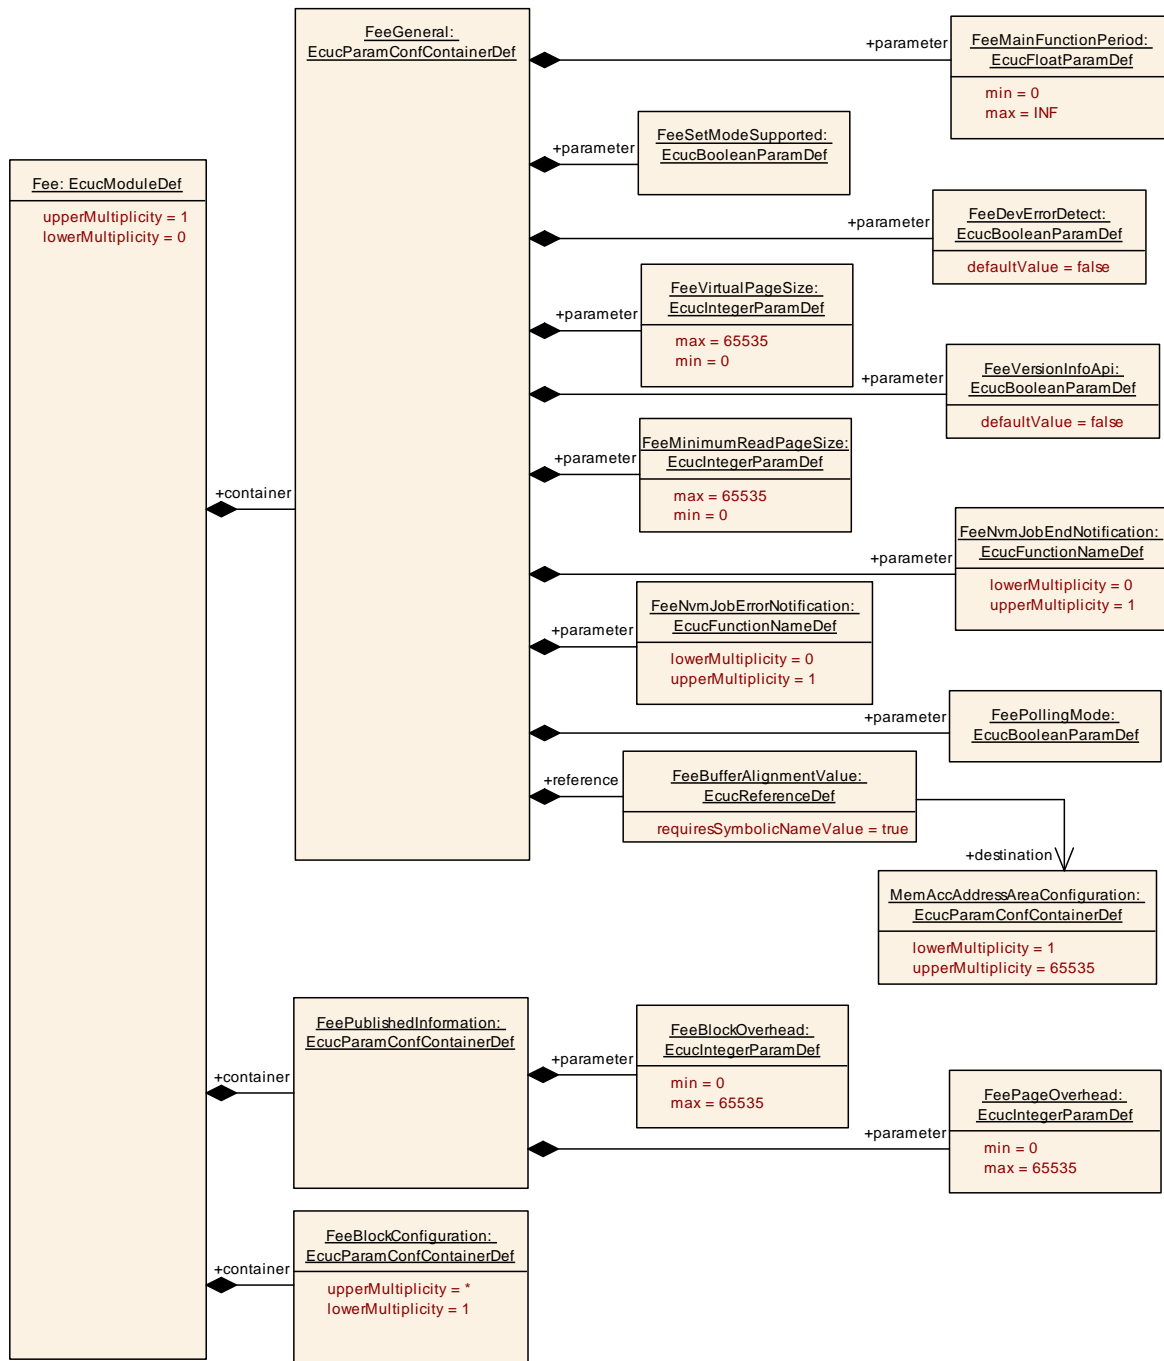 FeeGeneral:
EcucParamConfContainerDef
+parameter
FeeMainFunctionPeriod:
EcucFloatParamDef
min = 0
max = INF
+parameter
FeeSetModeSupported:
EcucBooleanParamDef
Fee: EcucModuleDef
upperMultiplicity = 1
lowerMultiplicity = 0
+parameter
FeeDevErrorDetect:
EcucBooleanParamDef
defaultValue = false
+parameter
FeeVirtualPageSize:
EcucIntegerParamDef
max = 65535
min = 0
+parameter
FeeVersionInfoApi:
EcucBooleanParamDef
defaultValue = false
+parameter
FeeMinimumReadPageSize:
EcucIntegerParamDef
max = 65535
min = 0
+container
+parameter
FeeNvmJobEndNotification:
EcucFunctionNameDef
lowerMultiplicity = 0
upperMultiplicity = 1
+parameter
FeeNvmJobErrorNotification:
EcucFunctionNameDef
lowerMultiplicity = 0
upperMultiplicity = 1
+parameter
FeePollingMode:
EcucBooleanParamDef
+reference
FeeBufferAlignmentValue:
EcucReferenceDef
requiresSymbolicNameValue = true
+destination
MemAccAddressAreaConfiguration:
EcucParamConfContainerDef
lowerMultiplicity = 1
upperMultiplicity = 65535
+container
FeePublishedInformation:
EcucParamConfContainerDef
+parameter
FeeBlockOverhead:
EcucIntegerParamDef
min = 0
max = 65535
+parameter
FeePageOverhead:
EcucIntegerParamDef
min = 0
max = 65535
+container
FeeBlockConfiguration:
EcucParamConfContainerDef
upperMultiplicity = *
lowerMultiplicity = 1